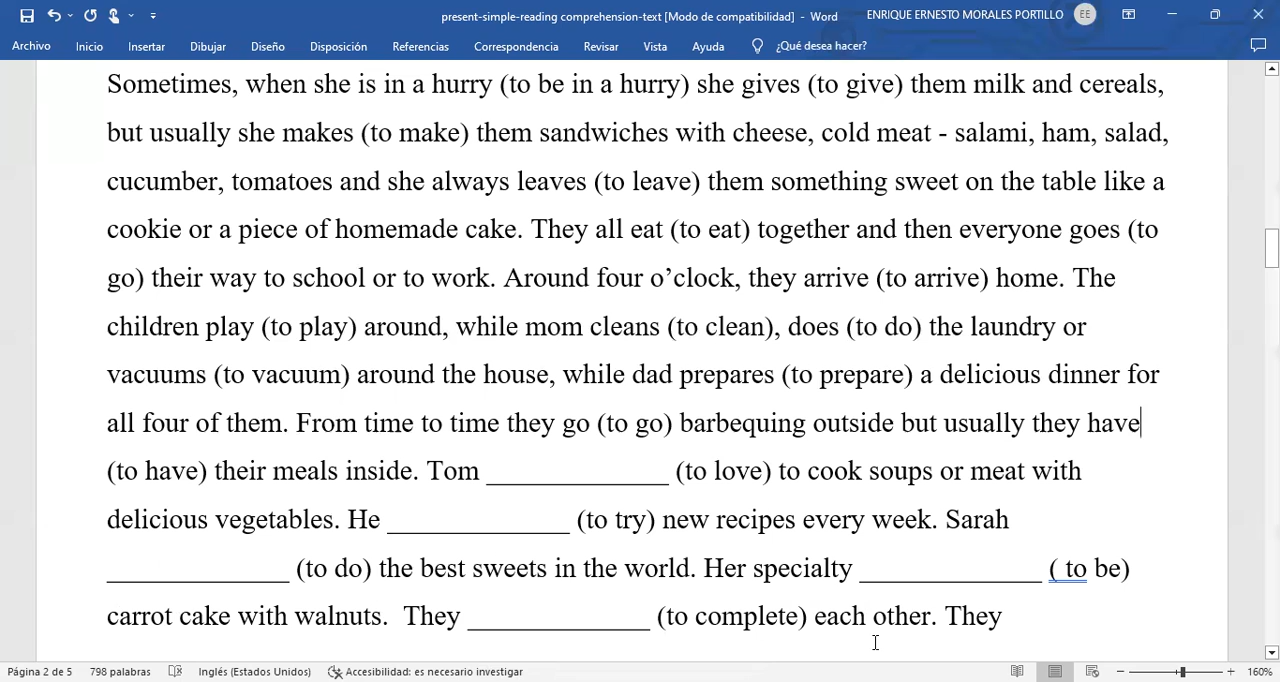 present-simple-reading comprehension-text [Modo de compatibilidad] - Word
ENRIQUE ERNESTO MORALES PORTILLO EE
Archivo Inicio Insertar Dibujar Diseño Disposición Referencias Correspondencia Revisar Vista Ayuda ¿Qué desea hacer?
Sometimes, when she is in a hurry (to be in a hurry) she gives (to give) them milk and cereals,
but usually she makes (to make) them sandwiches with cheese, cold meat - salami, ham, salad,
cucumber, tomatoes and she always leaves (to leave) them something sweet on the table like a
cookie or a piece of homemade cake. They all eat (to eat) together and then everyone goes (to
go) their way to school or to work. Around four o’clock, they arrive (to arrive) home. The
children play (to play) around, while mom cleans (to clean), does (to do) the laundry or
vacuums (to vacuum) around the house, while dad prepares (to prepare) a delicious dinner for
all four of them. From time to time they go (to go) barbequing outside but usually they have
(to have) their meals inside. Tom _____________ (to love) to cook soups or meat with
delicious vegetables. He _____________ (to try) new recipes every week. Sarah
_____________ (to do) the best sweets in the world. Her specialty _____________ ( to be)
carrot cake with walnuts.  They _____________ (to complete) each other. They
Página 2 de 5 798 palabras Inglés (Estados Unidos) Accesibilidad: es necesario investigar 160%